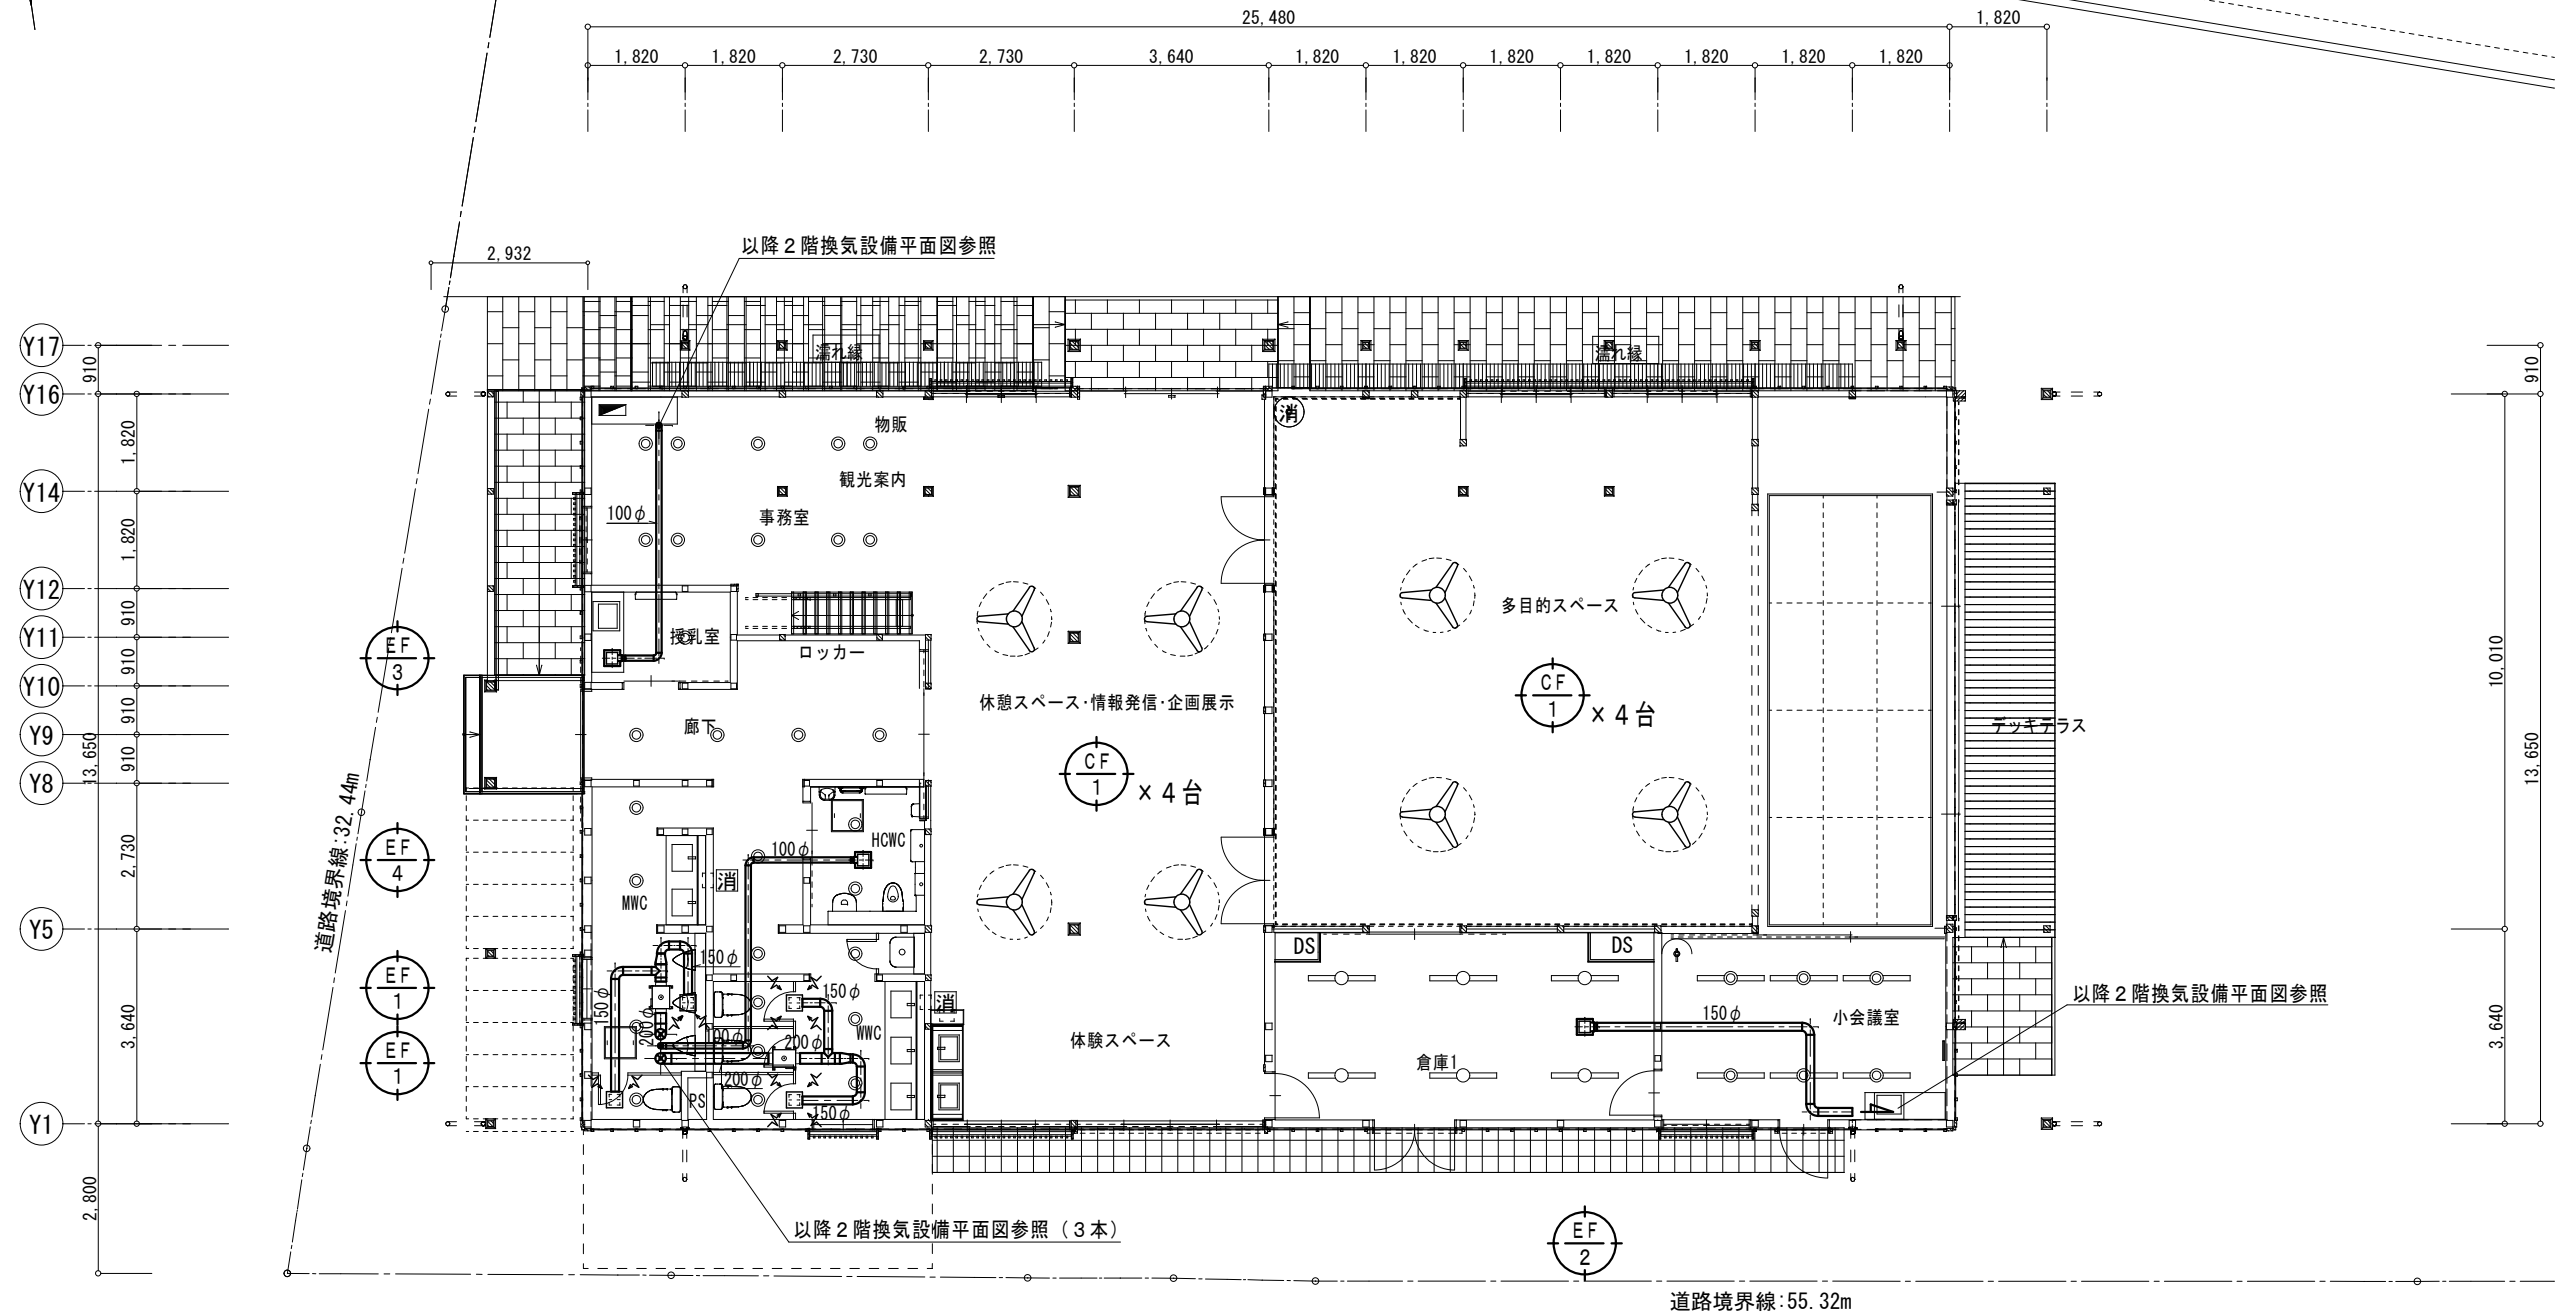 25,480
1,820
1,820
1,820
2,730
2,730
3,640
1,820
1,820
1,820
1,820
1,820
1,820
1,820
以降２階換気設備平面図参照
2,932
Y17
Y16
Y14
Y12
Y11
Y10
Y9
Y8
Y5
Y1
910
1,820
1,820
910
910
910
910
13,650
2,730
3,640
2,800
濡れ縁
濡れ縁
物販
観光案内
事務室
100φ
消
授乳室
ロッカー
多目的スペース
EF
3
CF
1
×４台
休憩スペース・情報発信・企画展示
廊下
CF
1
×４台
デッキテラス
910
10,010
13,650
3,640
道路境界線:32.44m
EF
4
HCWC
100φ
消
MWC
DS
DS
150φ
EF
1
150φ
150φ
消
以降２階換気設備平面図参照
150φ
小会議室
200φ
WWC
200φ
体験スペース
倉庫1
EF
1
200φ
PS
150φ
以降２階換気設備平面図参照（３本）
EF
2
道路境界線:55.32m